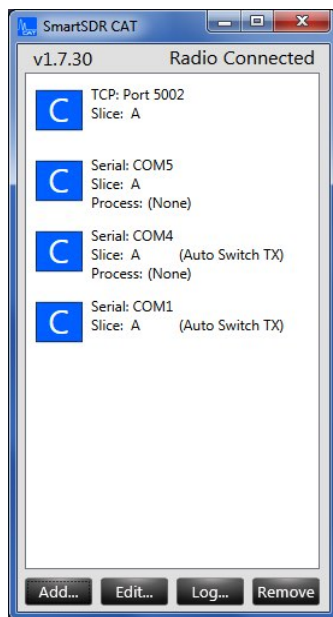 SmartSDR CAT
v1.7.30 Radio Connected
C
TCP: Port 5002
Slice: A
C
Serial: COM5
Slice: A
Process: (None)
C
Serial: COM4
Slice: A (Auto Switch TX)
Process: (None)
C
Serial: COM1
Slice: A (Auto Switch TX)
Add... Edit... Log... Remove